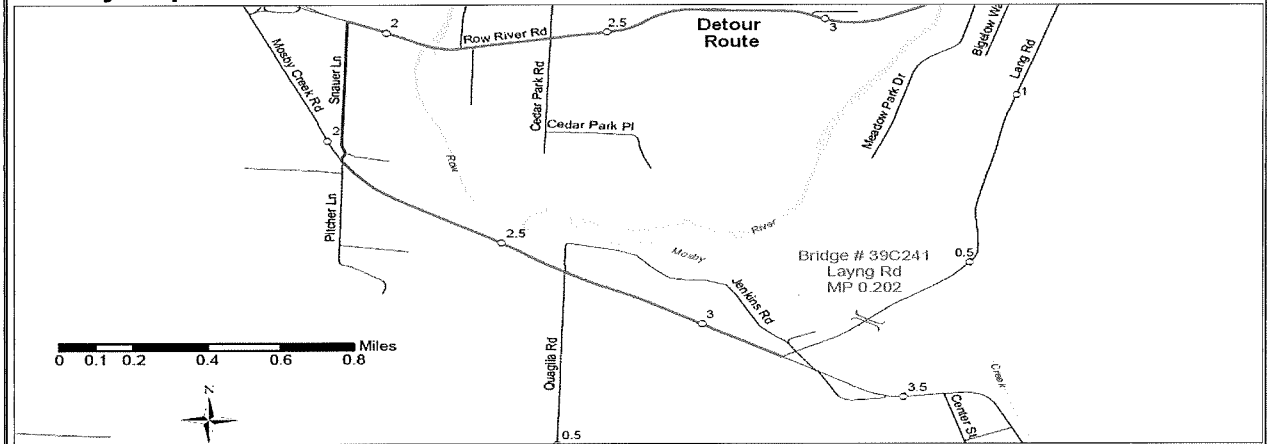 2
2.5
Detour
Route
3
Row River Rd
Bigelow Wa
Mosby Creek Rd
Snauer Ln
Cedar Park Rd
Lang Rd
1
Meadow Park Dr
2
Cedar Park Pl
Row
Pitcher Ln
2.5
River
Mosby
Bridge # 39C241
Layng Rd
MP 0.202
0.5
Jenkins Rd
3
Miles
0 0.1 0.2 0.4 0.6 0.8
Quaglia Rd
Creek
3.5
Center St
N
0.5